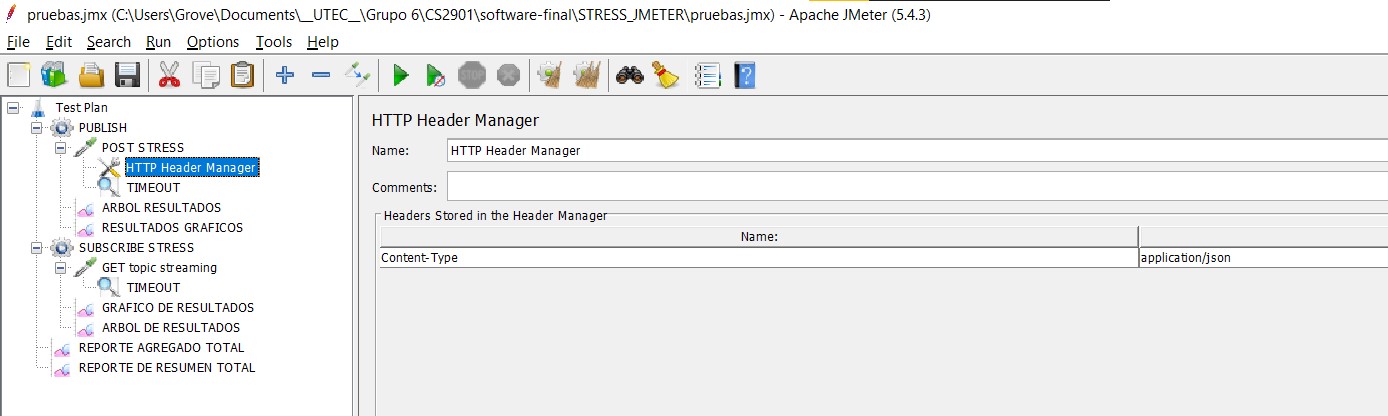 pruebas.jmx (C:\Users\Grove\Documents\__UTEC__\Grupo 6\CS2901\software-final\STRESS_JMETER\pruebas.jmx) - Apache JMeter (5.4.3)
File Edit Search Run Options Tools Help
STOP
Test Plan
PUBLISH
POST STRESS
HTTP Header Manager
TIMEOUT
ARBOL RESULTADOS
RESULTADOS GRAFICOS
SUBSCRIBE STRESS
GET topic streaming
TIMEOUT
GRAFICO DE RESULTADOS
ARBOL DE RESULTADOS
REPORTE AGREGADO TOTAL
REPORTE DE RESUMEN TOTAL
HTTP Header Manager
Name: HTTP Header Manager
Comments:
Headers Stored in the Header Manager
Name:
Content-Type application/json